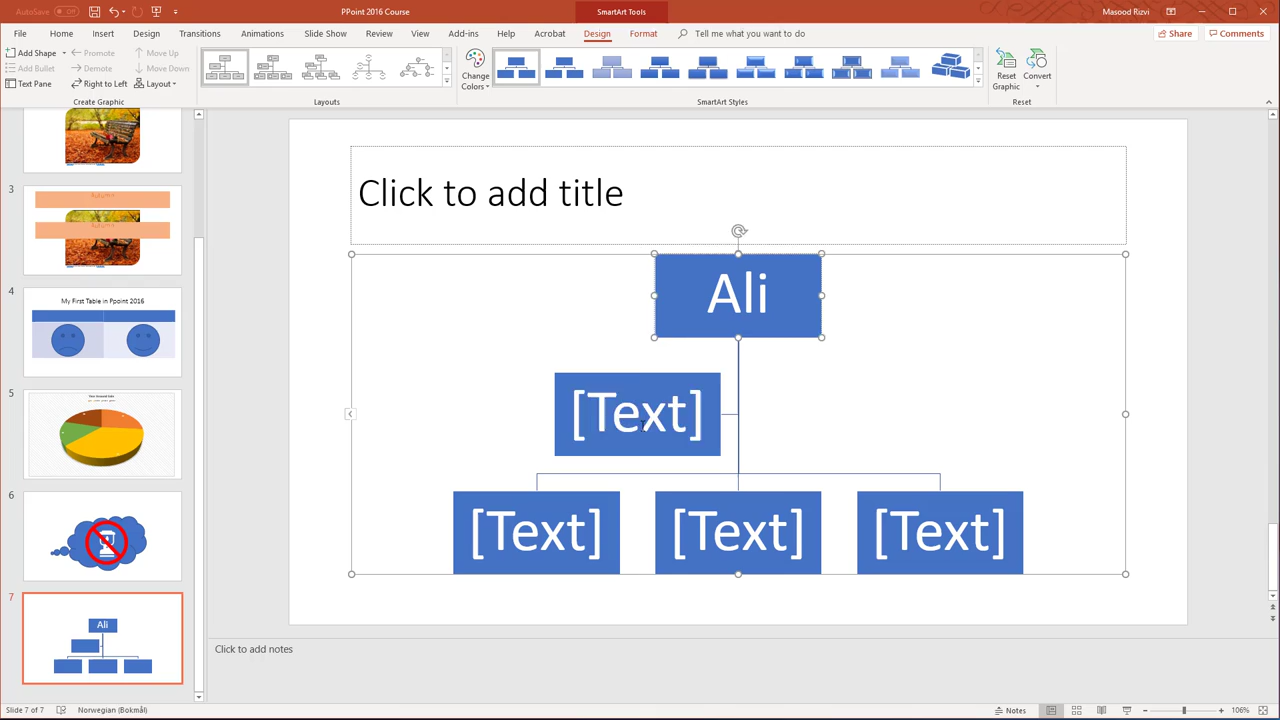 AutoSave Off
PPoint 2016 Course
SmartArt Tools
Masood Rizvi
File Home Insert Draw Design Transitions Animations Slide Show Review View Add-ins Help Acrobat Design Format Tell me what you want to do Share Comments
Add Shape Promote Move Up
Add Bullet Demote Move Down
Text Pane Right to Left Layout
Create Graphic
Layouts
Change
Colors
SmartArt Styles
Reset
Graphic
Convert
Reset
3
4
My First Table in Ppoint 2016
5
6
7
Ali
Click to add title
Ali
[Text]
[Text] [Text] [Text]
Click to add notes
Slide 7 of 7 Norwegian (Bokmål) Notes 106%